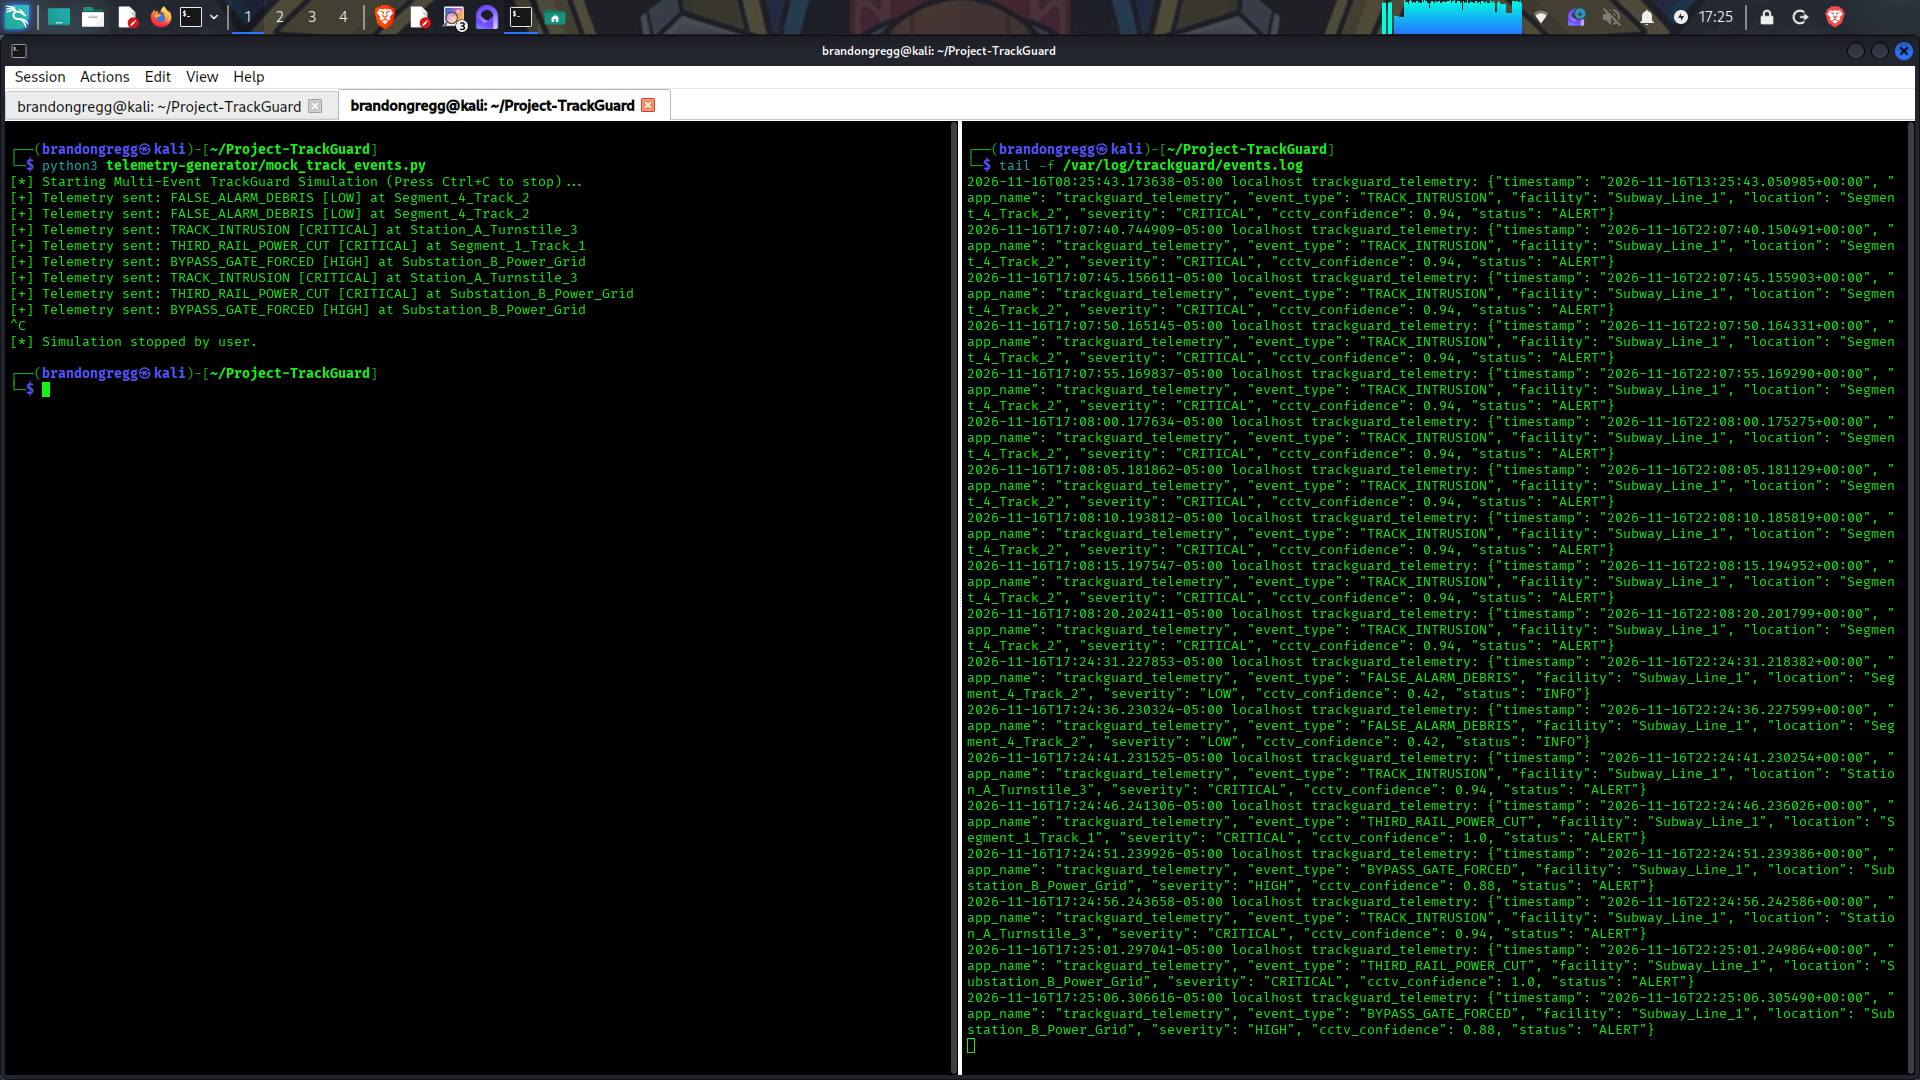 1 2 3 4
3
17:25
brandongregg@kali: ~/Project-TrackGuard
Session Actions Edit View Help
brandongregg@kali: ~/Project-TrackGuard
brandongregg@kali: ~/Project-TrackGuard
┌──(brandongregg㉿kali)-[~/Project-TrackGuard]
└─$ python3 telemetry-generator/mock_track_events.py
[*] Starting Multi-Event TrackGuard Simulation (Press Ctrl+C to stop)...
[+] Telemetry sent: FALSE_ALARM_DEBRIS [LOW] at Segment_4_Track_2
[+] Telemetry sent: FALSE_ALARM_DEBRIS [LOW] at Segment_4_Track_2
[+] Telemetry sent: TRACK_INTRUSION [CRITICAL] at Station_A_Turnstile_3
[+] Telemetry sent: THIRD_RAIL_POWER_CUT [CRITICAL] at Segment_1_Track_1
[+] Telemetry sent: BYPASS_GATE_FORCED [HIGH] at Substation_B_Power_Grid
[+] Telemetry sent: TRACK_INTRUSION [CRITICAL] at Station_A_Turnstile_3
[+] Telemetry sent: THIRD_RAIL_POWER_CUT [CRITICAL] at Substation_B_Power_Grid
[+] Telemetry sent: BYPASS_GATE_FORCED [HIGH] at Substation_B_Power_Grid
^C
[*] Simulation stopped by user.
┌──(brandongregg㉿kali)-[~/Project-TrackGuard]
└─$
┌──(brandongregg㉿kali)-[~/Project-TrackGuard]
└─$ tail -f /var/log/trackguard/events.log
2026-11-16T08:25:43.173638-05:00 localhost trackguard_telemetry: {"timestamp": "2026-11-16T13:25:43.050985+00:00", "
app_name": "trackguard_telemetry", "event_type": "TRACK_INTRUSION", "facility": "Subway_Line_1", "location": "Segmen
t_4_Track_2", "severity": "CRITICAL", "cctv_confidence": 0.94, "status": "ALERT"}
2026-11-16T17:07:40.744909-05:00 localhost trackguard_telemetry: {"timestamp": "2026-11-16T22:07:40.150491+00:00", "
app_name": "trackguard_telemetry", "event_type": "TRACK_INTRUSION", "facility": "Subway_Line_1", "location": "Segmen
t_4_Track_2", "severity": "CRITICAL", "cctv_confidence": 0.94, "status": "ALERT"}
2026-11-16T17:07:45.156611-05:00 localhost trackguard_telemetry: {"timestamp": "2026-11-16T22:07:45.155903+00:00", "
app_name": "trackguard_telemetry", "event_type": "TRACK_INTRUSION", "facility": "Subway_Line_1", "location": "Segmen
t_4_Track_2", "severity": "CRITICAL", "cctv_confidence": 0.94, "status": "ALERT"}
2026-11-16T17:07:50.165145-05:00 localhost trackguard_telemetry: {"timestamp": "2026-11-16T22:07:50.164331+00:00", "
app_name": "trackguard_telemetry", "event_type": "TRACK_INTRUSION", "facility": "Subway_Line_1", "location": "Segmen
t_4_Track_2", "severity": "CRITICAL", "cctv_confidence": 0.94, "status": "ALERT"}
2026-11-16T17:07:55.169837-05:00 localhost trackguard_telemetry: {"timestamp": "2026-11-16T22:07:55.169290+00:00", "
app_name": "trackguard_telemetry", "event_type": "TRACK_INTRUSION", "facility": "Subway_Line_1", "location": "Segmen
t_4_Track_2", "severity": "CRITICAL", "cctv_confidence": 0.94, "status": "ALERT"}
2026-11-16T17:08:00.177634-05:00 localhost trackguard_telemetry: {"timestamp": "2026-11-16T22:08:00.175275+00:00", "
app_name": "trackguard_telemetry", "event_type": "TRACK_INTRUSION", "facility": "Subway_Line_1", "location": "Segmen
t_4_Track_2", "severity": "CRITICAL", "cctv_confidence": 0.94, "status": "ALERT"}
2026-11-16T17:08:05.181862-05:00 localhost trackguard_telemetry: {"timestamp": "2026-11-16T22:08:05.181129+00:00", "
app_name": "trackguard_telemetry", "event_type": "TRACK_INTRUSION", "facility": "Subway_Line_1", "location": "Segmen
t_4_Track_2", "severity": "CRITICAL", "cctv_confidence": 0.94, "status": "ALERT"}
2026-11-16T17:08:10.193812-05:00 localhost trackguard_telemetry: {"timestamp": "2026-11-16T22:08:10.185819+00:00", "
app_name": "trackguard_telemetry", "event_type": "TRACK_INTRUSION", "facility": "Subway_Line_1", "location": "Segmen
t_4_Track_2", "severity": "CRITICAL", "cctv_confidence": 0.94, "status": "ALERT"}
2026-11-16T17:08:15.197547-05:00 localhost trackguard_telemetry: {"timestamp": "2026-11-16T22:08:15.194952+00:00", "
app_name": "trackguard_telemetry", "event_type": "TRACK_INTRUSION", "facility": "Subway_Line_1", "location": "Segmen
t_4_Track_2", "severity": "CRITICAL", "cctv_confidence": 0.94, "status": "ALERT"}
2026-11-16T17:08:20.202411-05:00 localhost trackguard_telemetry: {"timestamp": "2026-11-16T22:08:20.201799+00:00", "
app_name": "trackguard_telemetry", "event_type": "TRACK_INTRUSION", "facility": "Subway_Line_1", "location": "Segmen
t_4_Track_2", "severity": "CRITICAL", "cctv_confidence": 0.94, "status": "ALERT"}
2026-11-16T17:24:31.227853-05:00 localhost trackguard_telemetry: {"timestamp": "2026-11-16T22:24:31.218382+00:00", "
app_name": "trackguard_telemetry", "event_type": "FALSE_ALARM_DEBRIS", "facility": "Subway_Line_1", "location": "Seg
ment_4_Track_2", "severity": "LOW", "cctv_confidence": 0.42, "status": "INFO"}
2026-11-16T17:24:36.230324-05:00 localhost trackguard_telemetry: {"timestamp": "2026-11-16T22:24:36.227599+00:00", "
app_name": "trackguard_telemetry", "event_type": "FALSE_ALARM_DEBRIS", "facility": "Subway_Line_1", "location": "Seg
ment_4_Track_2", "severity": "LOW", "cctv_confidence": 0.42, "status": "INFO"}
2026-11-16T17:24:41.231525-05:00 localhost trackguard_telemetry: {"timestamp": "2026-11-16T22:24:41.230254+00:00", "
app_name": "trackguard_telemetry", "event_type": "TRACK_INTRUSION", "facility": "Subway_Line_1", "location": "Statio
n_A_Turnstile_3", "severity": "CRITICAL", "cctv_confidence": 0.94, "status": "ALERT"}
2026-11-16T17:24:46.241306-05:00 localhost trackguard_telemetry: {"timestamp": "2026-11-16T22:24:46.236026+00:00", "
app_name": "trackguard_telemetry", "event_type": "THIRD_RAIL_POWER_CUT", "facility": "Subway_Line_1", "location": "S
egment_1_Track_1", "severity": "CRITICAL", "cctv_confidence": 1.0, "status": "ALERT"}
2026-11-16T17:24:51.239926-05:00 localhost trackguard_telemetry: {"timestamp": "2026-11-16T22:24:51.239386+00:00", "
app_name": "trackguard_telemetry", "event_type": "BYPASS_GATE_FORCED", "facility": "Subway_Line_1", "location": "Sub
station_B_Power_Grid", "severity": "HIGH", "cctv_confidence": 0.88, "status": "ALERT"}
2026-11-16T17:24:56.243658-05:00 localhost trackguard_telemetry: {"timestamp": "2026-11-16T22:24:56.242586+00:00", "
app_name": "trackguard_telemetry", "event_type": "TRACK_INTRUSION", "facility": "Subway_Line_1", "location": "Statio
n_A_Turnstile_3", "severity": "CRITICAL", "cctv_confidence": 0.94, "status": "ALERT"}
2026-11-16T17:25:01.297041-05:00 localhost trackguard_telemetry: {"timestamp": "2026-11-16T22:25:01.249864+00:00", "
app_name": "trackguard_telemetry", "event_type": "THIRD_RAIL_POWER_CUT", "facility": "Subway_Line_1", "location": "S
ubstation_B_Power_Grid", "severity": "CRITICAL", "cctv_confidence": 1.0, "status": "ALERT"}
2026-11-16T17:25:06.306616-05:00 localhost trackguard_telemetry: {"timestamp": "2026-11-16T22:25:06.305490+00:00", "
app_name": "trackguard_telemetry", "event_type": "BYPASS_GATE_FORCED", "facility": "Subway_Line_1", "location": "Sub
station_B_Power_Grid", "severity": "HIGH", "cctv_confidence": 0.88, "status": "ALERT"}